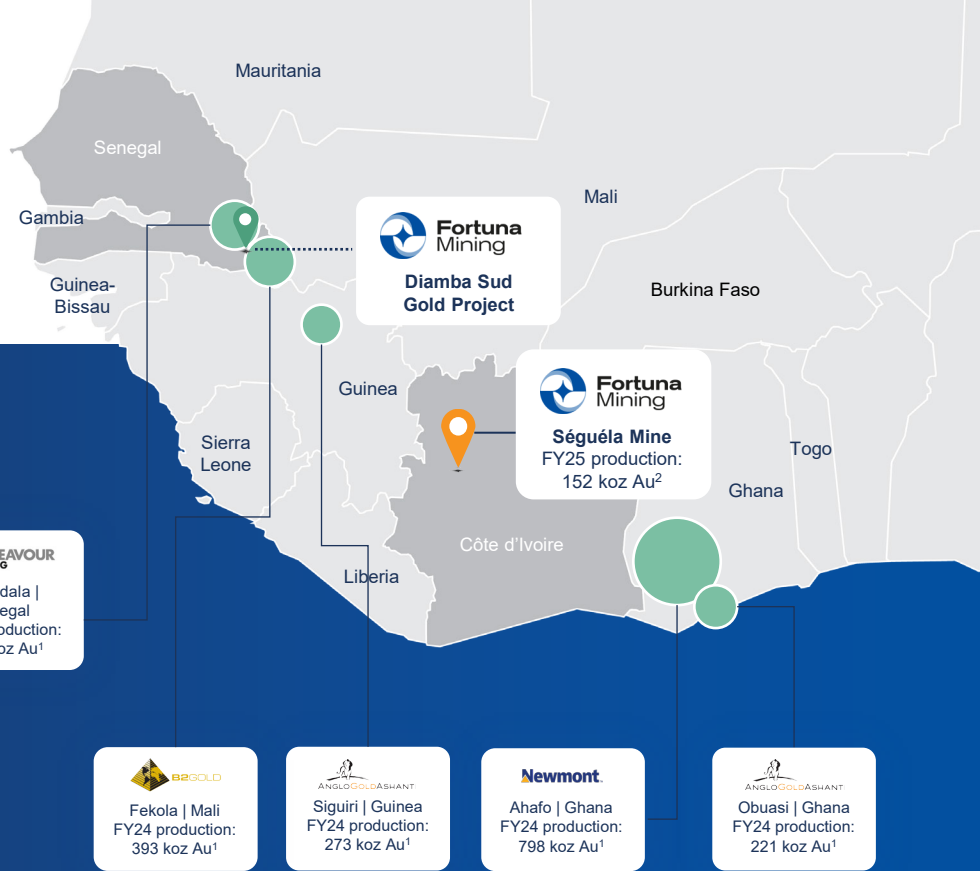 Mauritania
Senegal
Mali
Gambia
Fortuna
Mining
Diamba Sud
Gold Project
Guinea-
Bissau
Burkina Faso
Guinea
Fortuna
Mining
Séguéla Mine
FY25 production:
152 koz Au²
Sierra
Leone
Togo
Ghana
Côte d'Ivoire
Liberia
EAVOUR
G
dala |
egal
oduction:
oz Au¹
B2GOLD
Fekola | Mali
FY24 production:
393 koz Au¹
ANGLOGOLDASHANTI
Siguiri | Guinea
FY24 production:
273 koz Au¹
Newmont.
Ahafo | Ghana
FY24 production:
798 koz Au¹
ANGLOGOLDASHANTI
Obuasi | Ghana
FY24 production:
221 koz Au¹